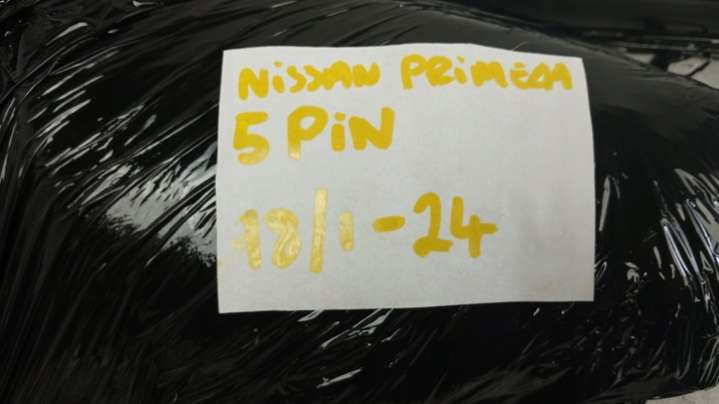 NiSSAN PRiMERA
5 PiN
18/1-24